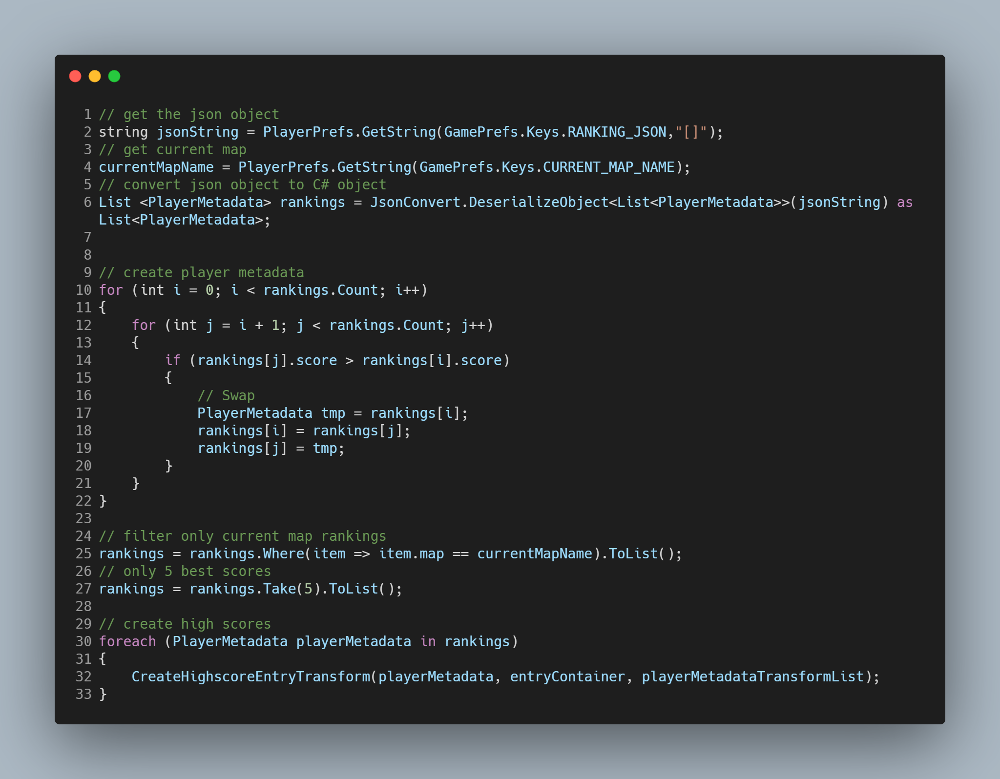 1 // get the json object
2 string jsonString = PlayerPrefs.GetString(GamePrefs.Keys.RANKING_JSON,"[]");
3 // get current map
4 currentMapName = PlayerPrefs.GetString(GamePrefs.Keys.CURRENT_MAP_NAME);
5 // convert json object to C# object
6 List <PlayerMetadata> rankings = JsonConvert.DeserializeObject<List<PlayerMetadata>>(jsonString) as
List<PlayerMetadata>;
7
8
9 // create player metadata
10 for (int i = 0; i < rankings.Count; i++)
11 {
12     for (int j = i + 1; j < rankings.Count; j++)
13     {
14         if (rankings[j].score > rankings[i].score)
15         {
16             // Swap
17             PlayerMetadata tmp = rankings[i];
18             rankings[i] = rankings[j];
19             rankings[j] = tmp;
20         }
21     }
22 }
23
24 // filter only current map rankings
25 rankings = rankings.Where(item => item.map == currentMapName).ToList();
26 // only 5 best scores
27 rankings = rankings.Take(5).ToList();
28
29 // create high scores
30 foreach (PlayerMetadata playerMetadata in rankings)
31 {
32     CreateHighscoreEntryTransform(playerMetadata, entryContainer, playerMetadataTransformList);
33 }